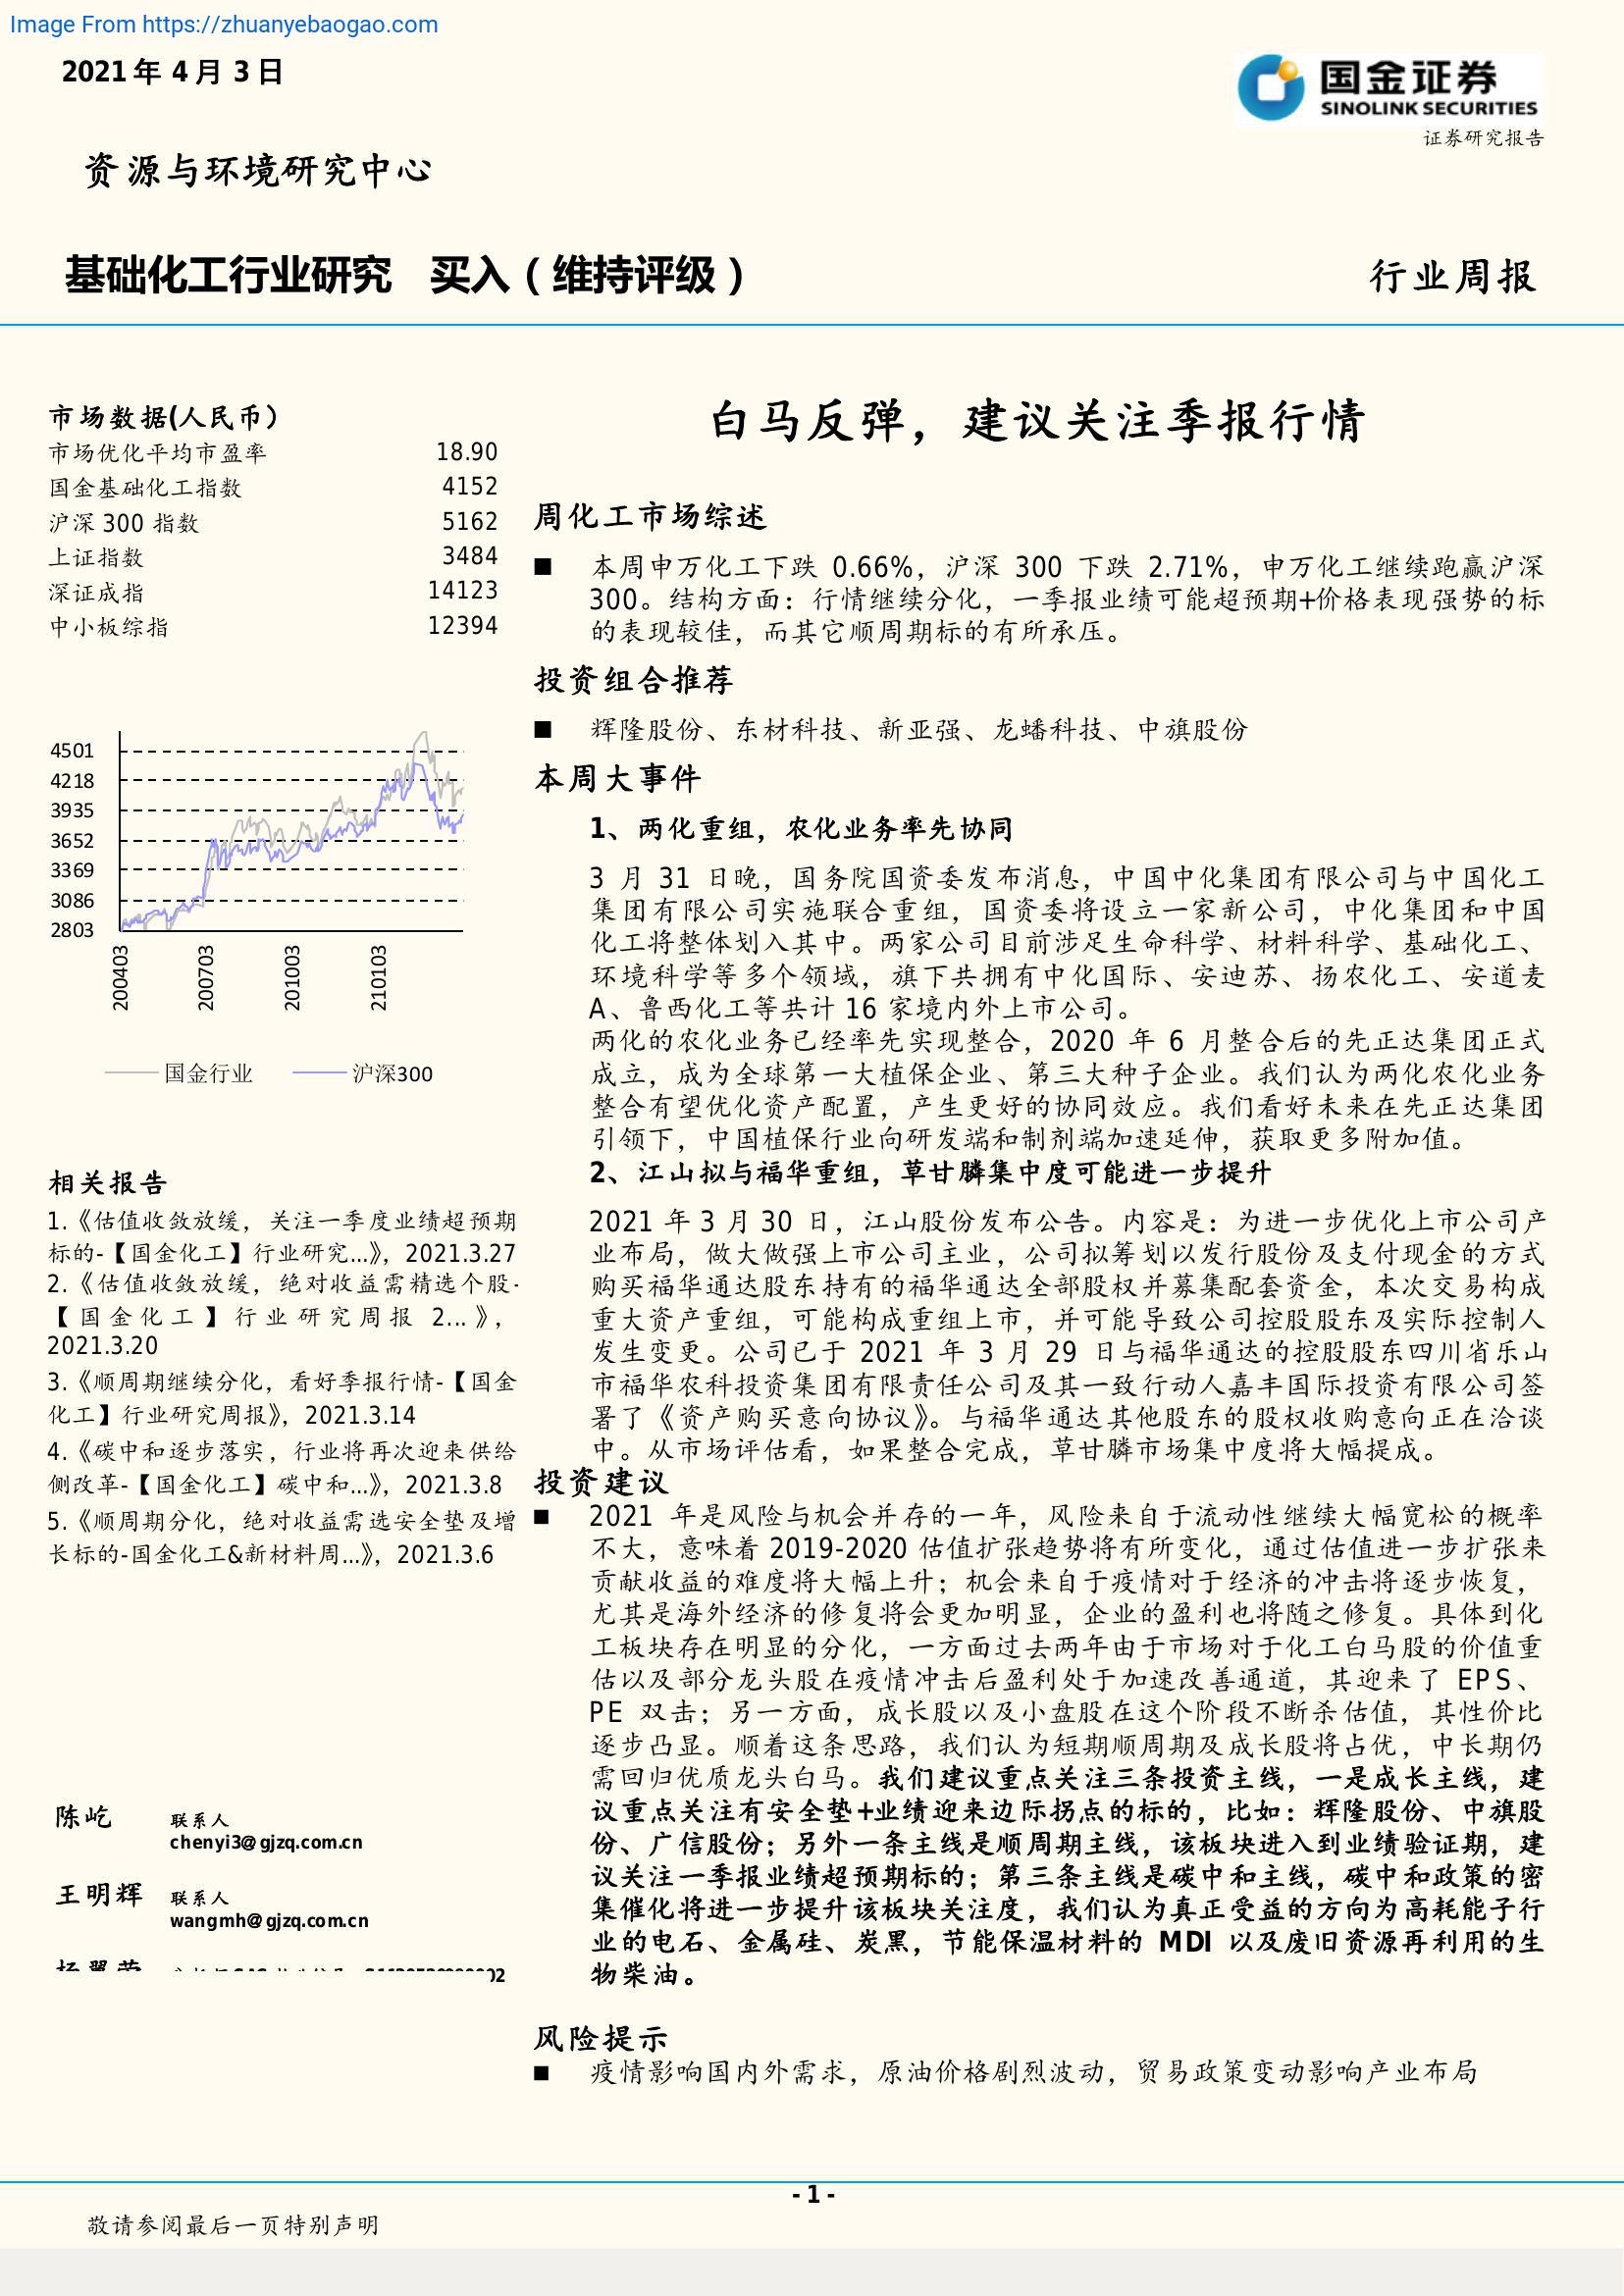 Image From https://zhuanyebaogao.com
2021 年 4 月 3 日
国金证券
SINOLINK SECURITIES
证券研究报告
资源与环境研究中心
基础化工行业研究 买入（维持评级）
行业周报
市场数据(人民币）
市场优化平均市盈率 18.90
国金基础化工指数 4152
沪深 300 指数 5162
上证指数 3484
深证成指 14123
中小板综指 12394
4501
4218
3935
3652
3369
3086
2803
200403
200703
201003
210103
国金行业
沪深300
相关报告
1.《估值收敛放缓，关注一季度业绩超预期
标的-【国金化工】行业研究...》，2021.3.27
2.《估值收敛放缓，绝对收益需精选个股-
【国金化工】行业研究周报 2...》，
2021.3.20
3.《顺周期继续分化，看好季报行情-【国金
化工】行业研究周报》，2021.3.14
4.《碳中和逐步落实，行业将再次迎来供给
侧改革-【国金化工】碳中和...》，2021.3.8
5.《顺周期分化，绝对收益需选安全垫及增
长标的-国金化工&新材料周...》，2021.3.6
陈屹 联系人
chenyi3@gjzq.com.cn
王明辉 联系人
wangmh@gjzq.com.cn
白马反弹，建议关注季报行情
周化工市场综述
■ 本周申万化工下跌 0.66%，沪深 300 下跌 2.71%，申万化工继续跑赢沪深
300。结构方面：行情继续分化，一季报业绩可能超预期+价格表现强势的标
的表现较佳，而其它顺周期标的有所承压。
投资组合推荐
■ 辉隆股份、东材科技、新亚强、龙蟠科技、中旗股份
本周大事件
1、两化重组，农化业务率先协同
3 月 31 日晚，国务院国资委发布消息，中国中化集团有限公司与中国化工
集团有限公司实施联合重组，国资委将设立一家新公司，中化集团和中国
化工将整体划入其中。两家公司目前涉足生命科学、材料科学、基础化工、
环境科学等多个领域，旗下共拥有中化国际、安迪苏、扬农化工、安道麦
A、鲁西化工等共计 16 家境内外上市公司。
两化的农化业务已经率先实现整合，2020 年 6 月整合后的先正达集团正式
成立，成为全球第一大植保企业、第三大种子企业。我们认为两化农化业务
整合有望优化资产配置，产生更好的协同效应。我们看好未来在先正达集团
引领下，中国植保行业向研发端和制剂端加速延伸，获取更多附加值。
2、江山拟与福华重组，草甘膦集中度可能进一步提升
2021 年 3 月 30 日，江山股份发布公告。内容是：为进一步优化上市公司产
业布局，做大做强上市公司主业，公司拟筹划以发行股份及支付现金的方式
购买福华通达股东持有的福华通达全部股权并募集配套资金，本次交易构成
重大资产重组，可能构成重组上市，并可能导致公司控股股东及实际控制人
发生变更。公司已于 2021 年 3 月 29 日与福华通达的控股股东四川省乐山
市福华农科投资集团有限责任公司及其一致行动人嘉丰国际投资有限公司签
署了《资产购买意向协议》。与福华通达其他股东的股权收购意向正在洽谈
中。从市场评估看，如果整合完成，草甘膦市场集中度将大幅提成。
投资建议
■ 2021 年是风险与机会并存的一年，风险来自于流动性继续大幅宽松的概率
不大，意味着 2019-2020 估值扩张趋势将有所变化，通过估值进一步扩张来
贡献收益的难度将大幅上升；机会来自于疫情对于经济的冲击将逐步恢复，
尤其是海外经济的修复将会更加明显，企业的盈利也将随之修复。具体到化
工板块存在明显的分化，一方面过去两年由于市场对于化工白马股的价值重
估以及部分龙头股在疫情冲击后盈利处于加速改善通道，其迎来了 EPS、
PE 双击；另一方面，成长股以及小盘股在这个阶段不断杀估值，其性价比
逐步凸显。顺着这条思路，我们认为短期顺周期及成长股将占优，中长期仍
需回归优质龙头白马。我们建议重点关注三条投资主线，一是成长主线，建
议重点关注有安全垫+业绩迎来边际拐点的标的，比如：辉隆股份、中旗股
份、广信股份；另外一条主线是顺周期主线，该板块进入到业绩验证期，建
议关注一季报业绩超预期标的；第三条主线是碳中和主线，碳中和政策的密
集催化将进一步提升该板块关注度，我们认为真正受益的方向为高耗能子行
业的电石、金属硅、炭黑，节能保温材料的 MDI 以及废旧资源再利用的生
物柴油。
风险提示
■ 疫情影响国内外需求，原油价格剧烈波动，贸易政策变动影响产业布局
- 1 -
敬请参阅最后一页特别声明